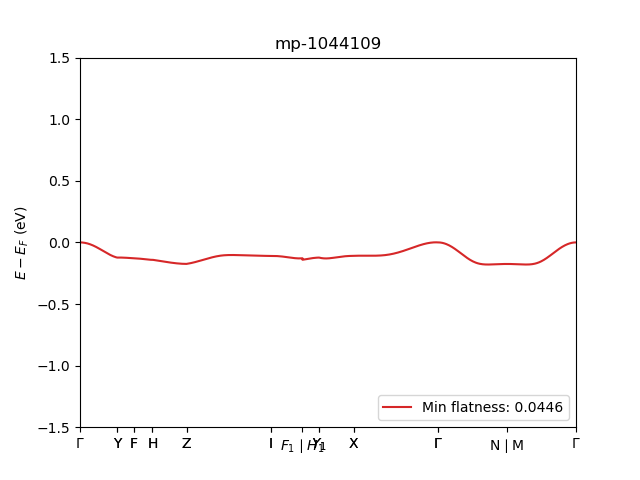 mp-1044109
1.5
1.0
0.5
0.0
−0.5
−1.0
−1.5
E − E_F (eV)
Min flatness: 0.0446
Γ Y F H Z I F₁ | H₁ Y₁ X Γ N | M Γ